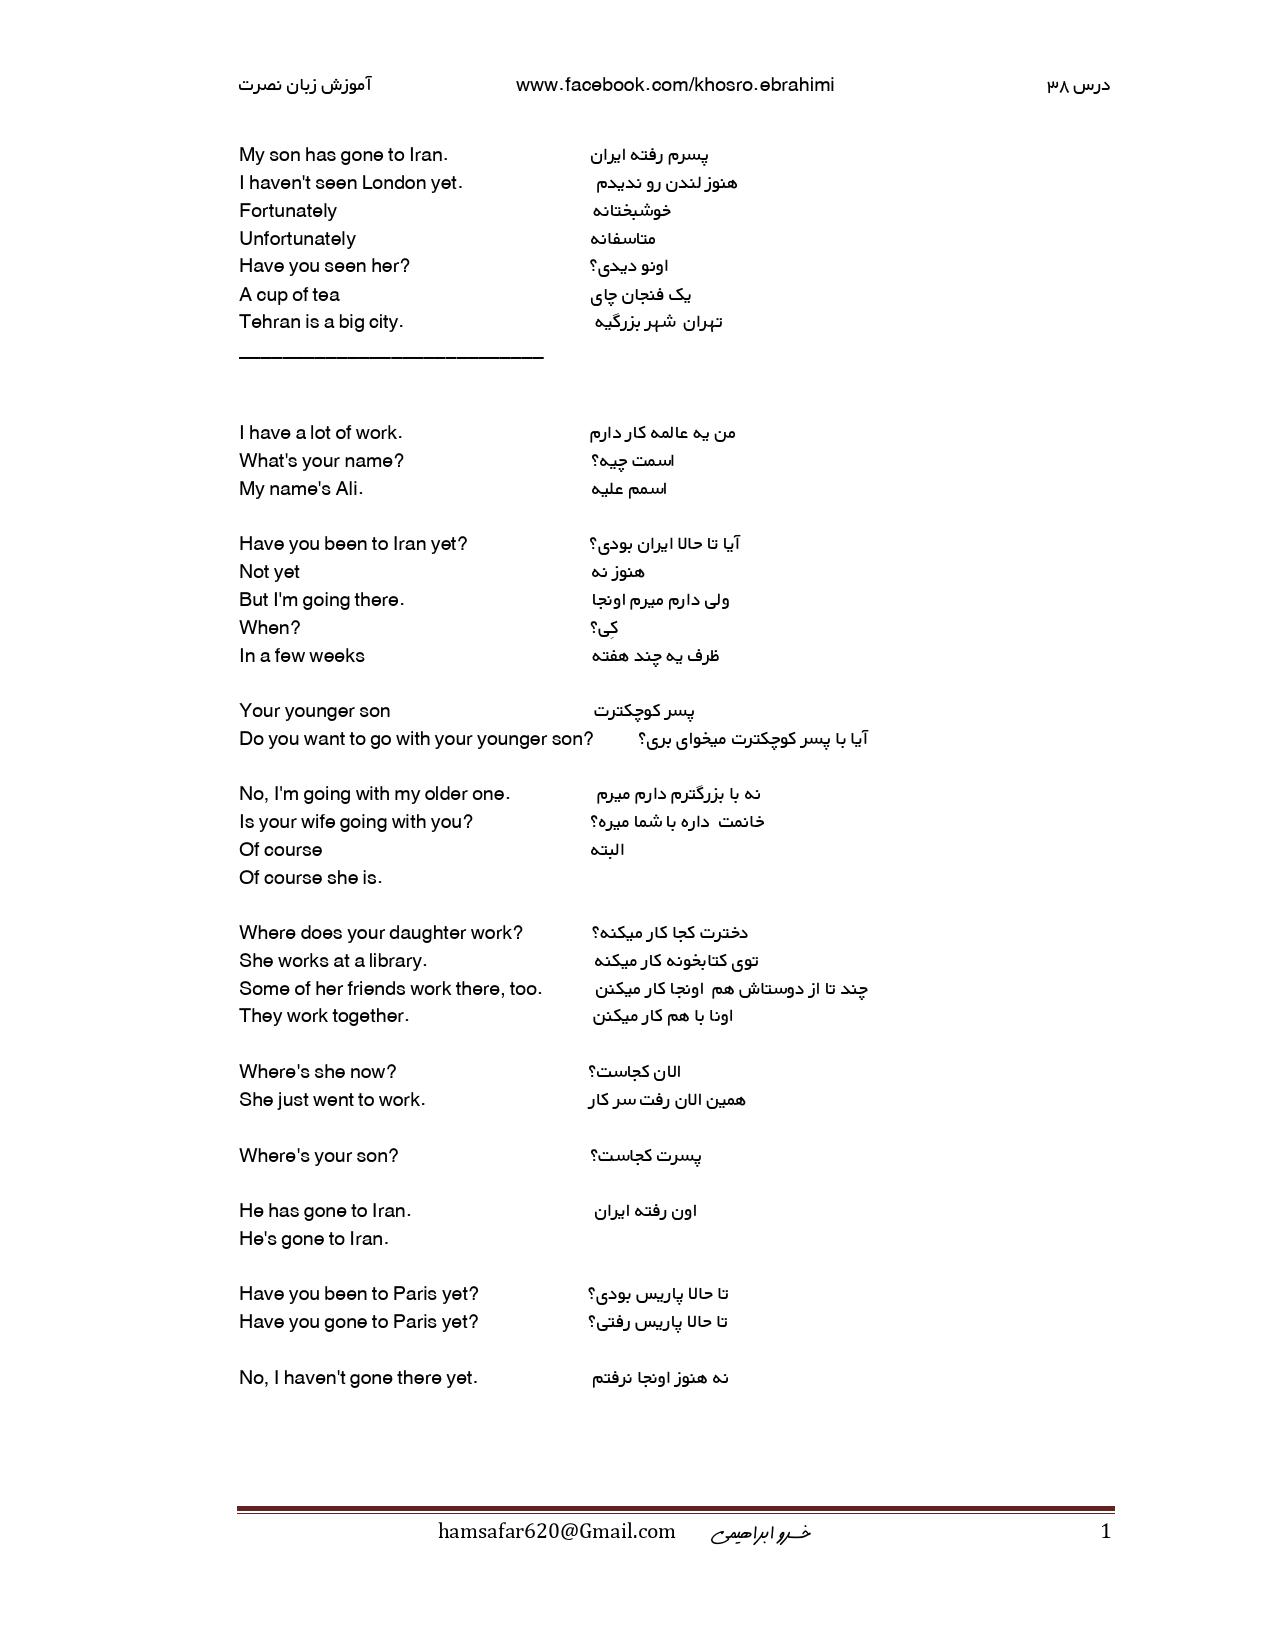 آموزش زبان نصرت www.facebook.com/khosro.ebrahimi درس ۳۸
My son has gone to Iran. پسرم رفته ایران
I haven't seen London yet. هنوز لندن رو ندیدم
Fortunately خوشبختانه
Unfortunately متاسفانه
Have you seen her? اونو دیدی؟
A cup of tea یک فنجان چای
Tehran is a big city. تهران شهر بزرگیه
____________________________
I have a lot of work. من یه عالمه کار دارم
What's your name? اسمت چیه؟
My name's Ali. اسمم علیه
Have you been to Iran yet? آیا تا حالا ایران بودی؟
Not yet هنوز نه
But I'm going there. ولی دارم میرم اونجا
When? کِی؟
In a few weeks ظرف یه چند هفته
Your younger son پسر کوچکترت
Do you want to go with your younger son? آیا با پسر کوچکترت میخوای بری؟
No, I'm going with my older one. نه با بزرگترم دارم میرم
Is your wife going with you? خانمت داره با شما میره؟
Of course البته
Of course she is.
Where does your daughter work? دخترت کجا کار میکنه؟
She works at a library. توی کتابخونه کار میکنه
Some of her friends work there, too. چند تا از دوستاش هم اونجا کار میکنن
They work together. اونا با هم کار میکنن
Where's she now? الان کجاست؟
She just went to work. همین الان رفت سر کار
Where's your son? پسرت کجاست؟
He has gone to Iran. اون رفته ایران
He's gone to Iran.
Have you been to Paris yet? تا حالا پاریس بودی؟
Have you gone to Paris yet? تا حالا پاریس رفتی؟
No, I haven't gone there yet. نه هنوز اونجا نرفتم
hamsafar620@Gmail.com خسرو ابراهیمی 1